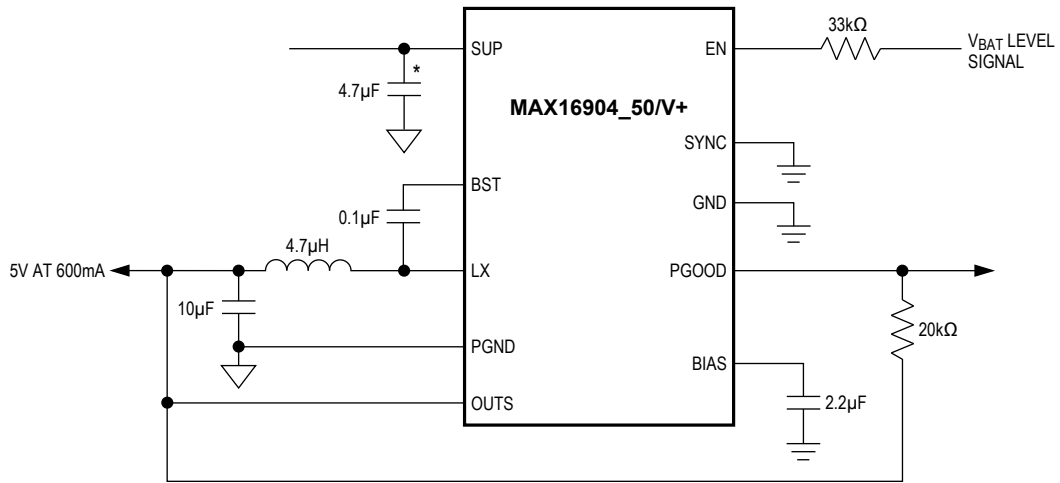 SUP
EN
33kΩ
VBAT LEVEL
SIGNAL
*
4.7µF
MAX16904_50/V+
SYNC
BST
GND
0.1µF
4.7µH
5V AT 600mA
LX
PGOOD
10µF
20kΩ
PGND
BIAS
2.2µF
OUTS